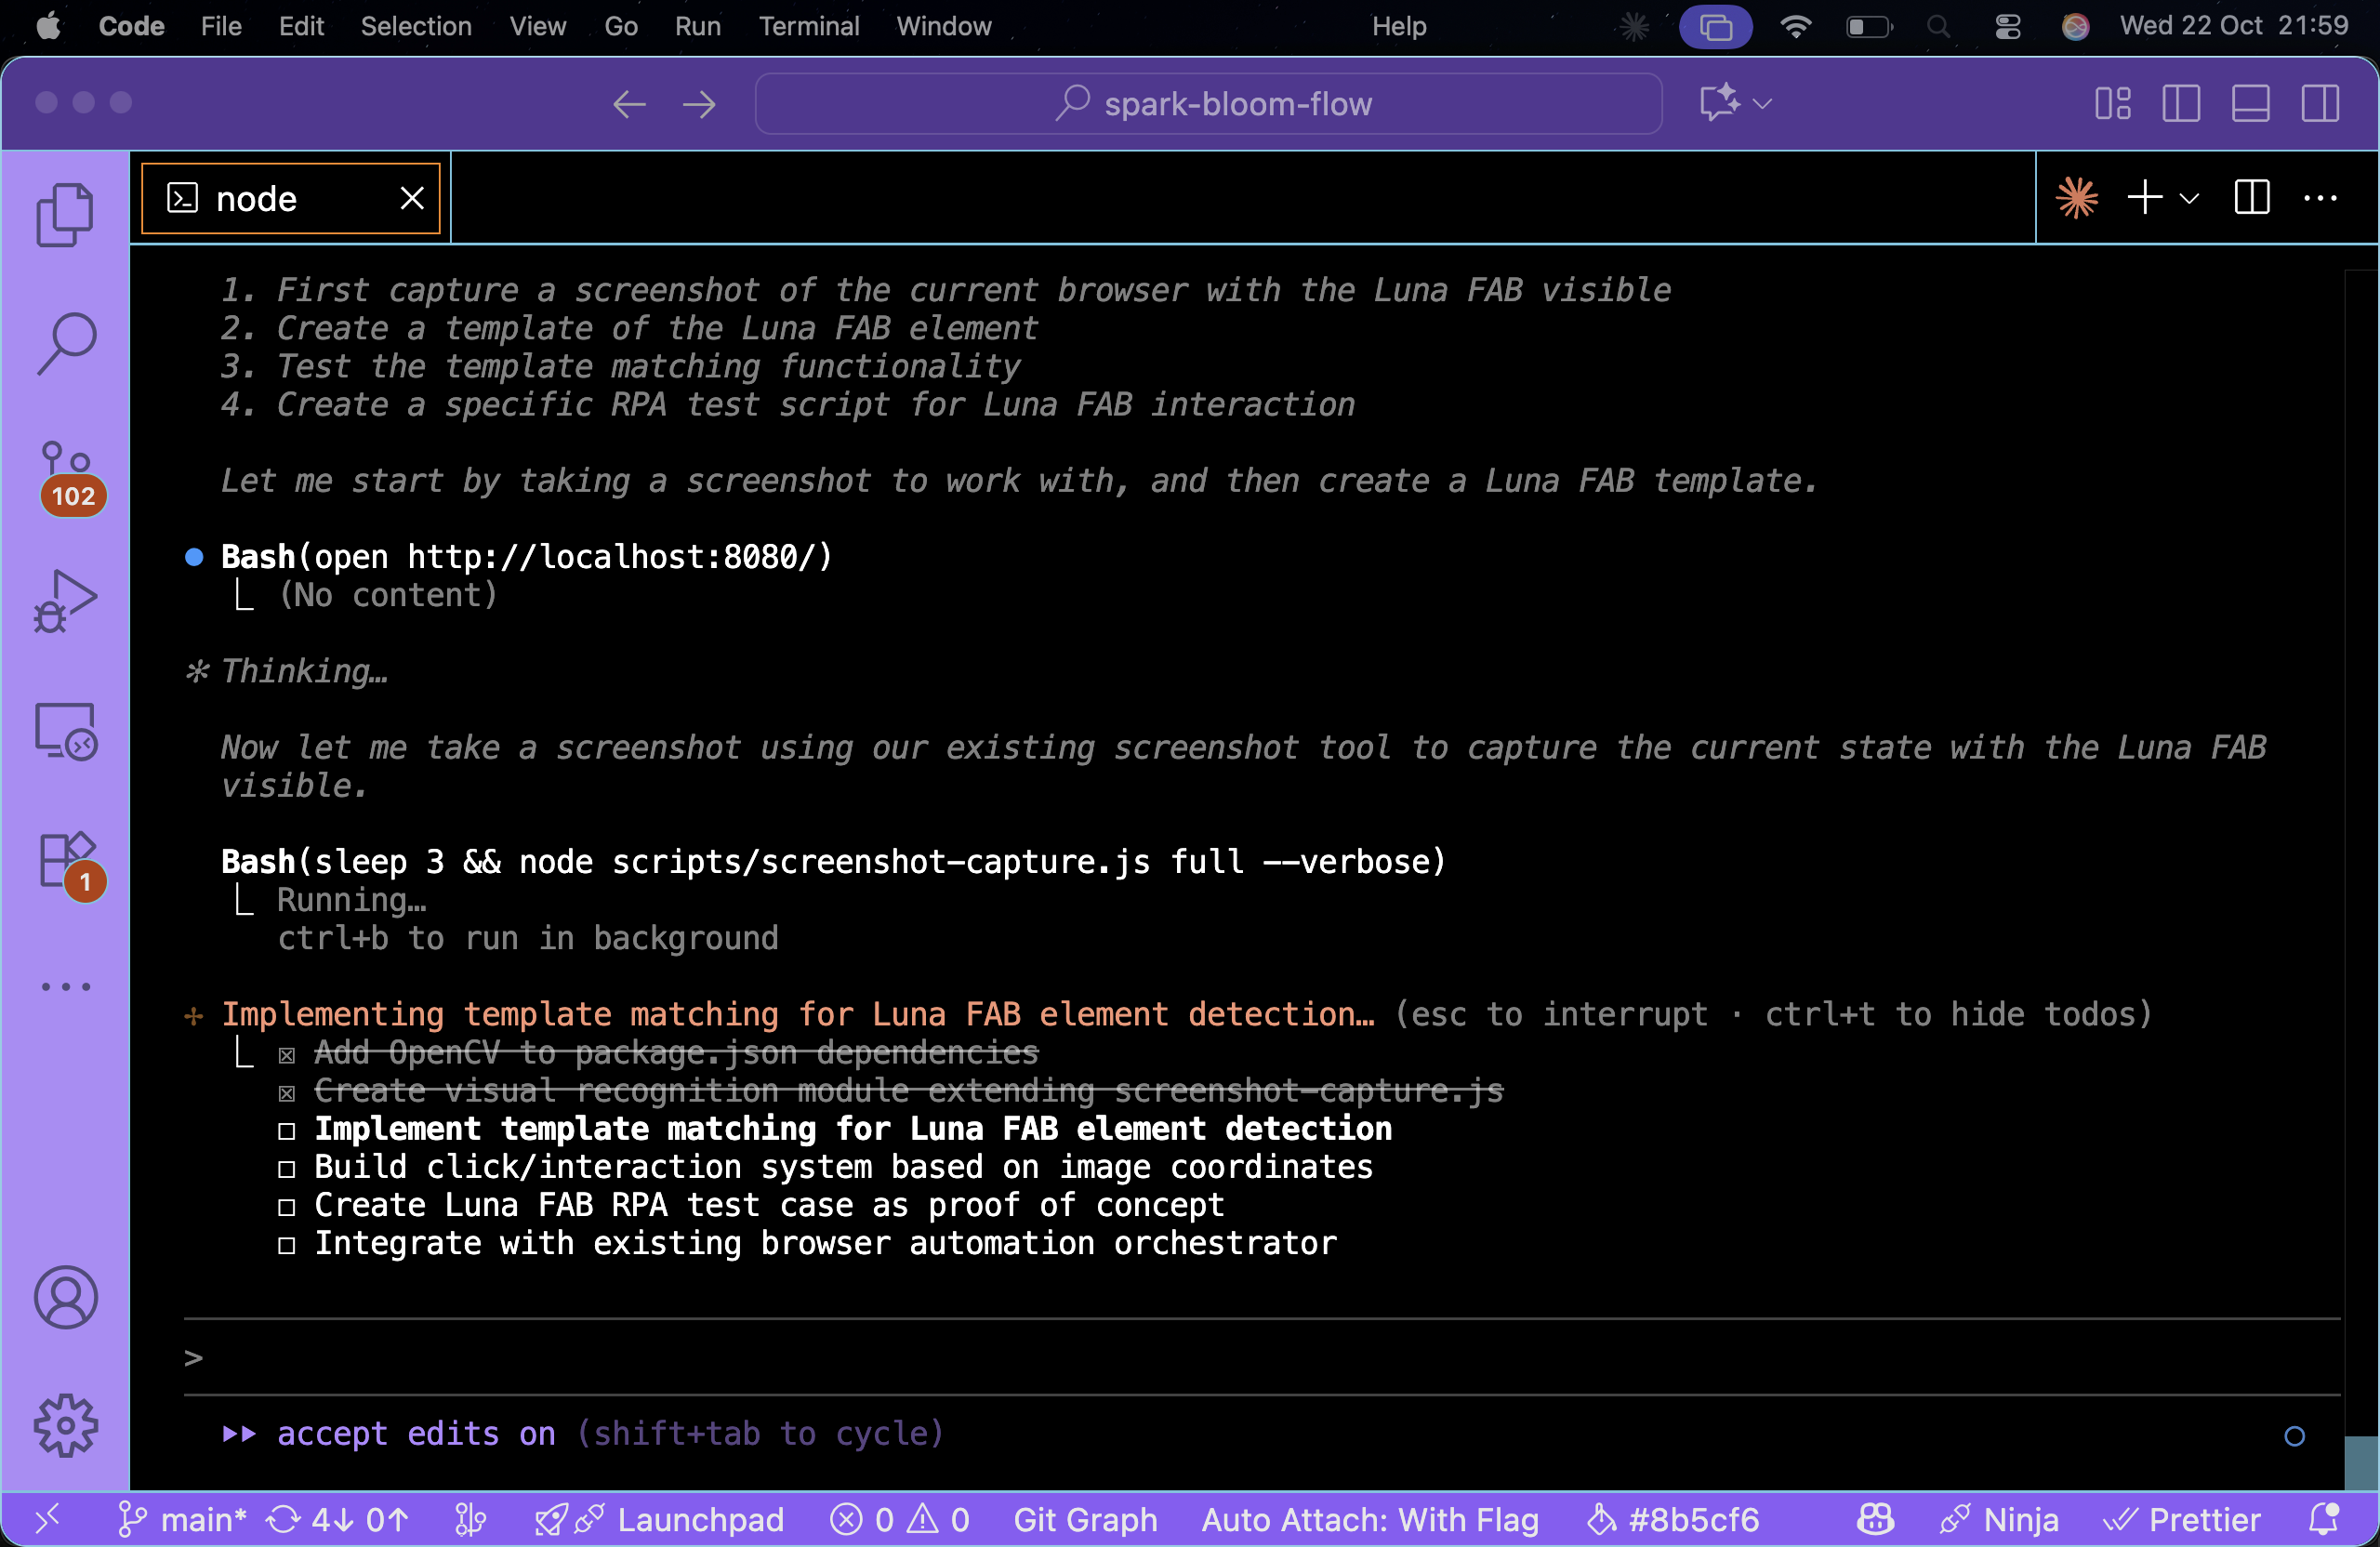 Code File Edit Selection View Go Run Terminal Window Help Wed 22 Oct 21:59
spark-bloom-flow
node
1. First capture a screenshot of the current browser with the Luna FAB visible
2. Create a template of the Luna FAB element
3. Test the template matching functionality
4. Create a specific RPA test script for Luna FAB interaction
Let me start by taking a screenshot to work with, and then create a Luna FAB template.
Bash(open http://localhost:8080/)
(No content)
Thinking…
Now let me take a screenshot using our existing screenshot tool to capture the current state with the Luna FAB
visible.
Bash(sleep 3 && node scripts/screenshot-capture.js full --verbose)
Running…
ctrl+b to run in background
Implementing template matching for Luna FAB element detection… (esc to interrupt · ctrl+t to hide todos)
☒ Add OpenCV to package.json dependencies
☒ Create visual recognition module extending screenshot-capture.js
☐ Implement template matching for Luna FAB element detection
☐ Build click/interaction system based on image coordinates
☐ Create Luna FAB RPA test case as proof of concept
☐ Integrate with existing browser automation orchestrator
>
accept edits on (shift+tab to cycle)
102
1
main* 4↓ 0↑ Launchpad 0 0 Git Graph Auto Attach: With Flag #8b5cf6 Ninja Prettier